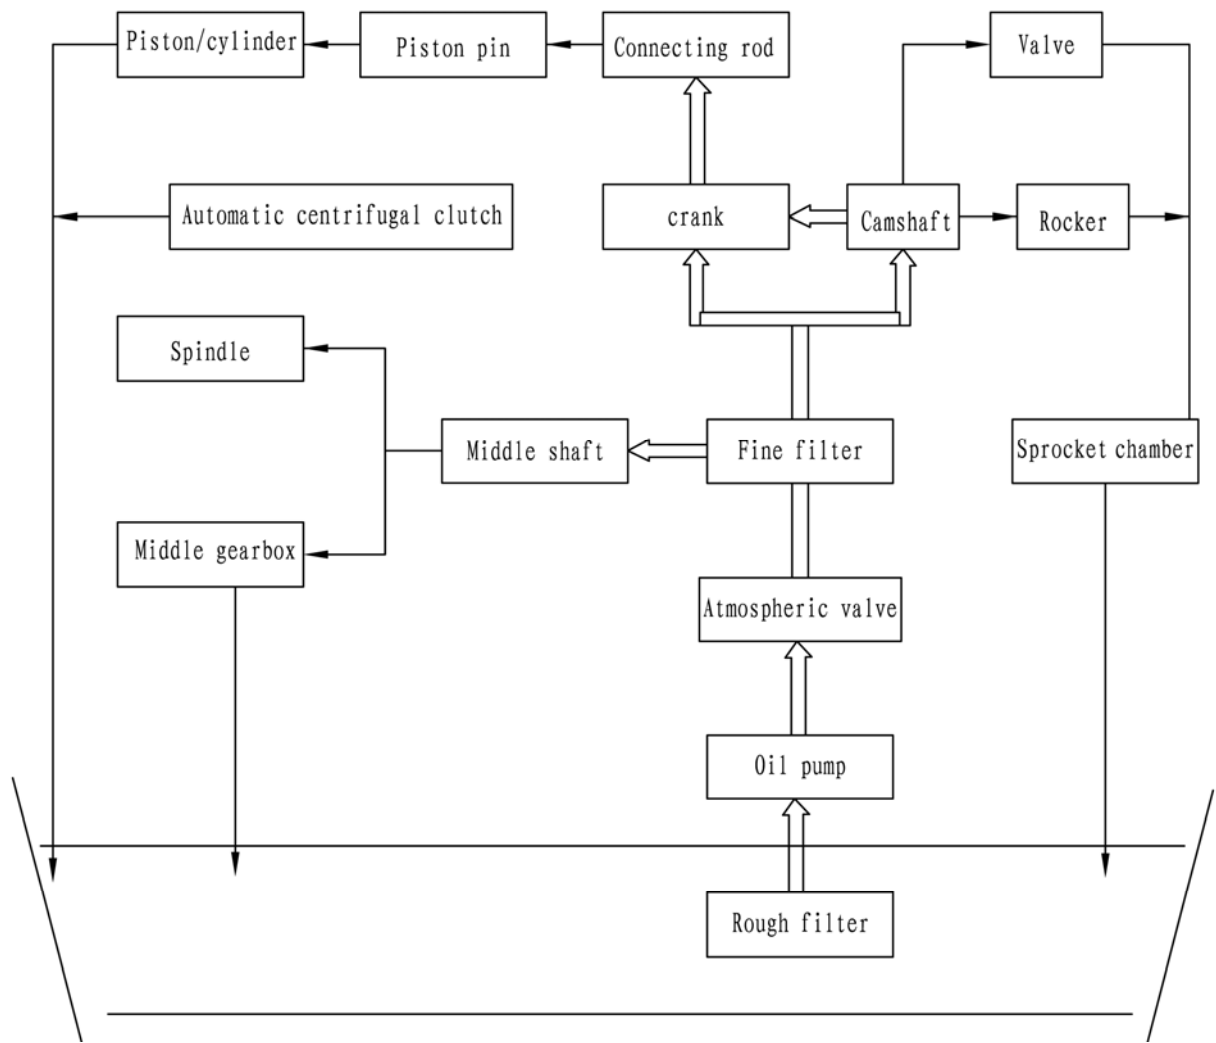 Piston/cylinder
Piston pin
Connecting rod
Valve
Automatic centrifugal clutch
crank
Camshaft
Rocker
Spindle
Middle shaft
Fine filter
Sprocket chamber
Middle gearbox
Atmospheric valve
Oil pump
Rough filter